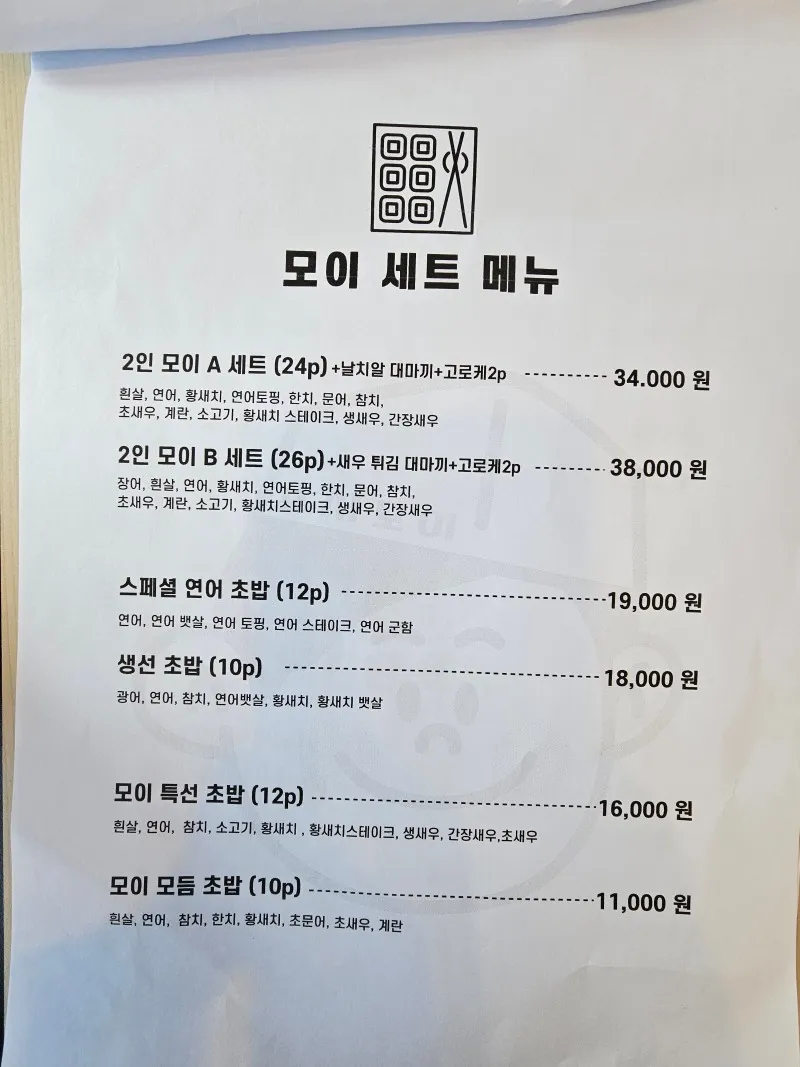 모이 세트 메뉴
2인 모이 A 세트 (24p) +날치알 대마끼+고로케2p --------- 34.000 원
흰살, 연어, 황새치, 연어토핑, 한치, 문어, 참치,
초새우, 계란, 소고기, 황새치 스테이크, 생새우, 간장새우
2인 모이 B 세트 (26p)+새우 튀김 대마끼+고로케2p -------- 38,000 원
장어, 흰살, 연어, 황새치, 연어토핑, 한치, 문어, 참치,
초새우, 계란, 소고기, 황새치스테이크, 생새우, 간장새우
스페셜 연어 초밥 (12p) --------------------------------19,000 원
연어, 연어 뱃살, 연어 토핑, 연어 스테이크, 연어 군함
생선 초밥 (10p) ---------------------------------------18,000 원
광어, 연어, 참치, 연어뱃살, 황새치, 황새치 뱃살
모이 특선 초밥 (12p) -----------------------------------16,000 원
흰살, 연어, 참치, 소고기, 황새치 , 황새치스테이크, 생새우, 간장새우,초새우
모이 모듬 초밥 (10p) -----------------------------------11,000 원
흰살, 연어, 참치, 한치, 황새치, 초문어, 초새우, 계란